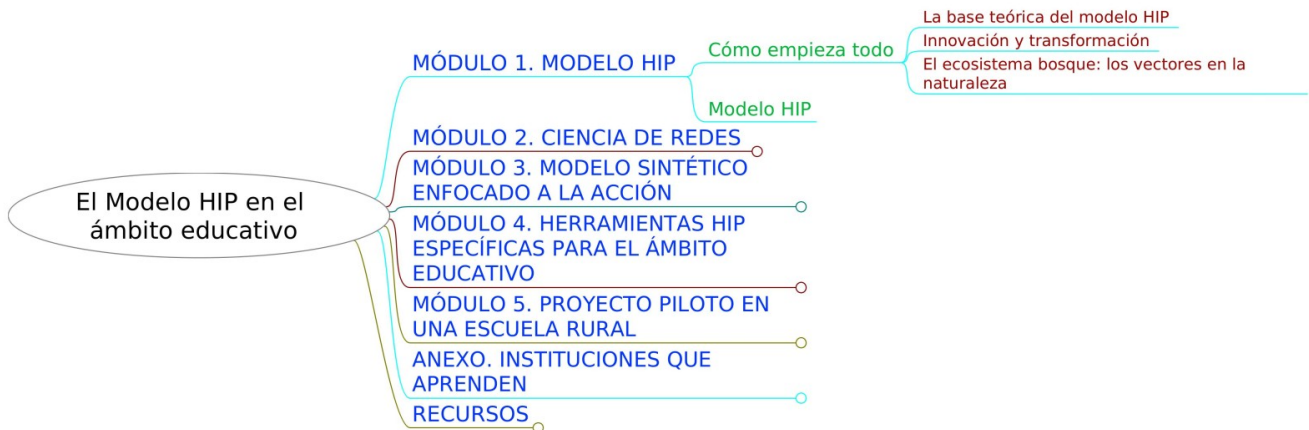 El Modelo HIP en el
ámbito educativo
MÓDULO 1. MODELO HIP
Cómo empieza todo
La base teórica del modelo HIP
Innovación y transformación
El ecosistema bosque: los vectores en la
naturaleza
Modelo HIP
MÓDULO 2. CIENCIA DE REDES
MÓDULO 3. MODELO SINTÉTICO
ENFOCADO A LA ACCIÓN
MÓDULO 4. HERRAMIENTAS HIP
ESPECÍFICAS PARA EL ÁMBITO
EDUCATIVO
MÓDULO 5. PROYECTO PILOTO EN
UNA ESCUELA RURAL
ANEXO. INSTITUCIONES QUE
APRENDEN
RECURSOS